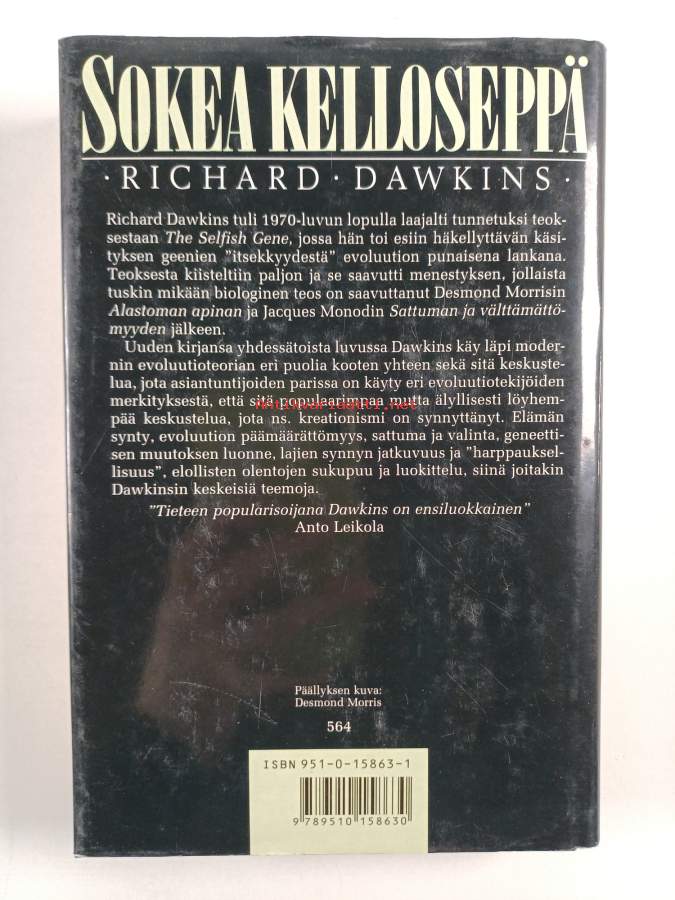 SOKEA KELLOSEPPÄ
· RICHARD · DAWKINS ·
Richard Dawkins tuli 1970-luvun lopulla laajalti tunnetuksi teok-
sestaan The Selfish Gene, jossa hän toi esiin häkellyttävän käsi-
tyksen geenien "itsekkyydestä" evoluution punaisena lankana.
Teoksesta kiisteltiin paljon ja se saavutti menestyksen, jollaista
tuskin mikään biologinen teos on saavuttanut Desmond Morrisin
Alastoman apinan ja Jacques Monodin Sattuman ja välttämättö-
myyden jälkeen.
Uuden kirjansa yhdessätoista luvussa Dawkins käy läpi moder-
nin evoluutioteorian eri puolia kooten yhteen sekä sitä keskuste-
lua, jota asiantuntijoiden parissa on käyty eri evoluutiotekijöiden
merkityksestä, että sitä populaarimpaa mutta älyllisesti löyhem-
Antikvariaatti.net
pää keskustelua, jota ns. kreationismi on synnyttänyt. Elämän
synty, evoluution päämäärättömyys, sattuma ja valinta, geneetti-
sen muutoksen luonne, lajien synnyn jatkuvuus ja "harppauksel-
lisuus", elollisten olentojen sukupuu ja luokittelu, siinä joitakin
Dawkinsin keskeisiä teemoja.
"Tieteen popularisoijana Dawkins on ensiluokkainen"
Anto Leikola
Päällyksen kuva:
Desmond Morris
564
ISBN 951-0-15863-1
9 789510 158630